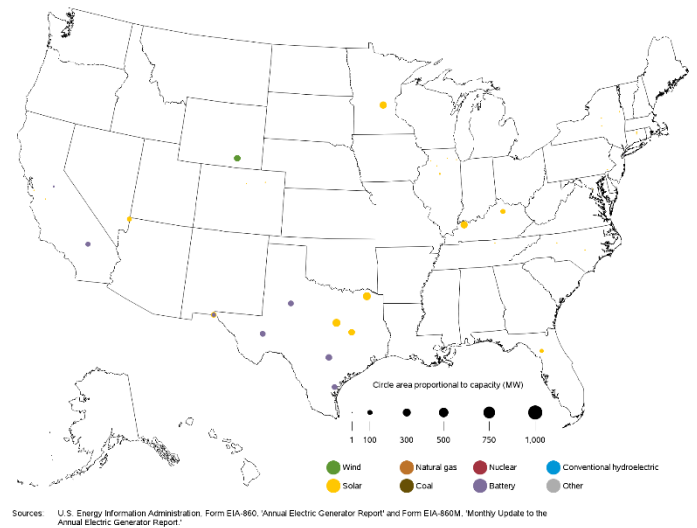 Circle area proportional to capacity (MW)
1 100 300 500 750 1,000
Wind Natural gas Nuclear Conventional hydroelectric
Solar Coal Battery Other
Sources: U.S. Energy Information Administration, Form EIA-860, 'Annual Electric Generator Report' and Form EIA-860M, 'Monthly Update to the
Annual Electric Generator Report.'